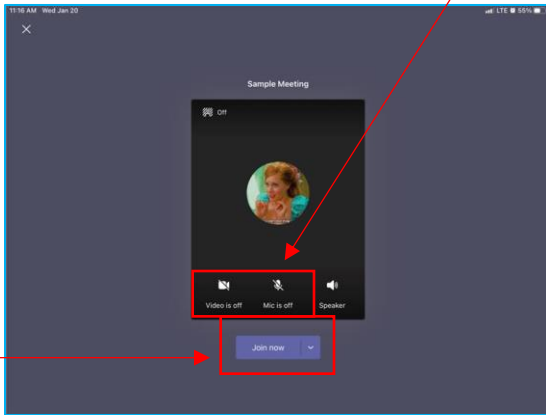 11:16 AM Wed Jan 20 LTE 55%
Sample Meeting
Off
Video is off Mic is off Speaker
Join now